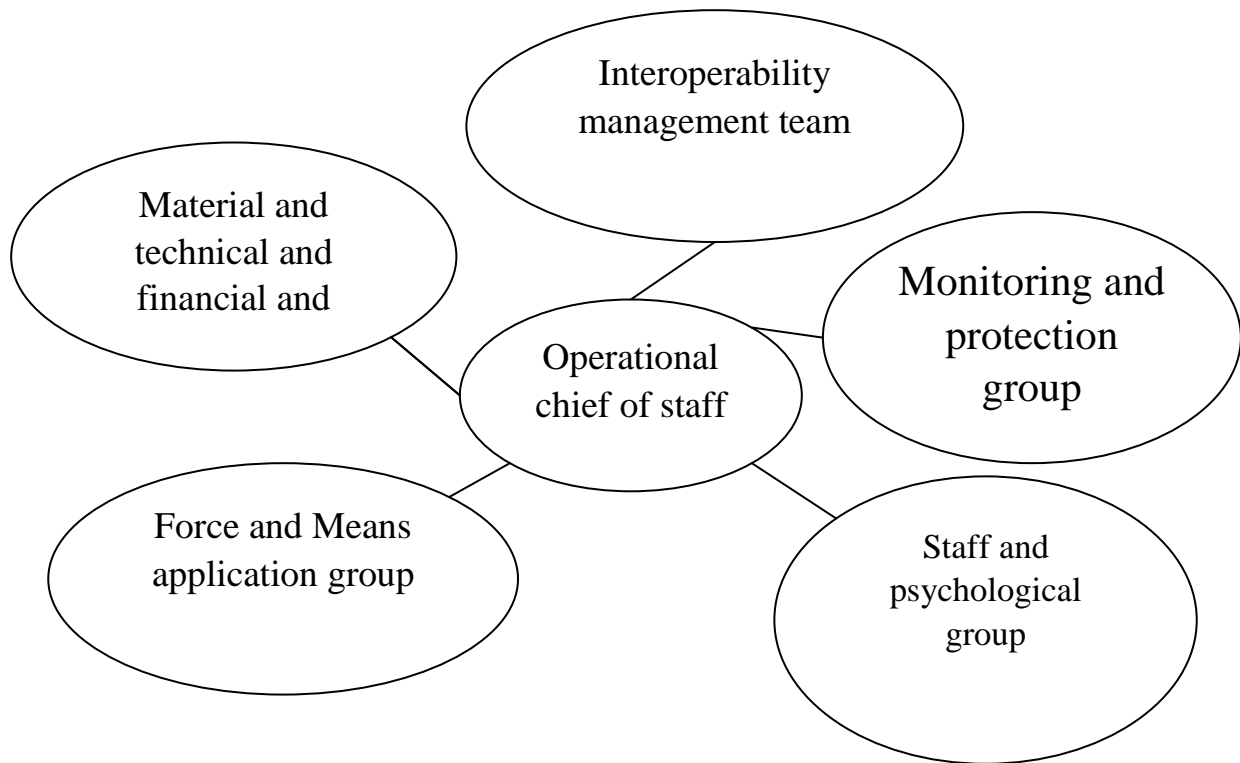 Interoperability
management team
Material and
technical and
financial and
Monitoring and
protection
group
Operational
chief of staff
Force and Means
application group
Staff and
psychological
group